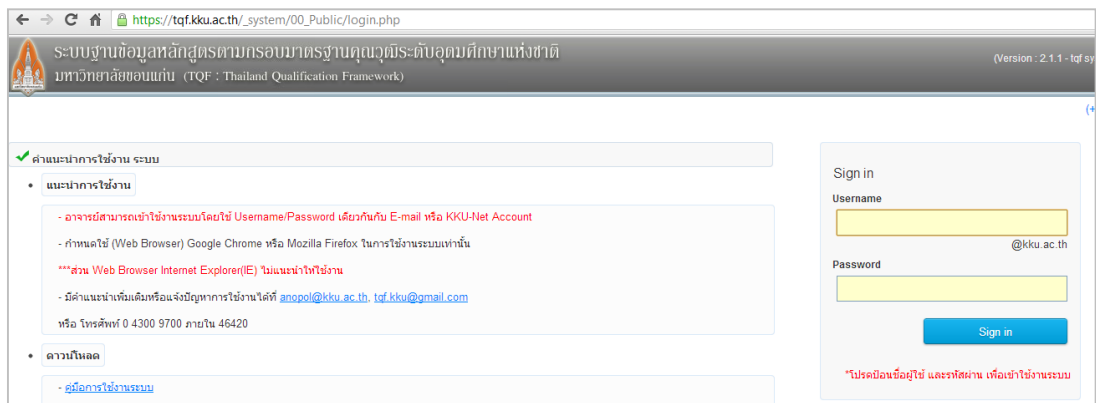 https://tqf.kku.ac.th/_system/00_Public/login.php
ระบบฐานข้อมูลหลักสูตรตามกรอบมาตรฐานคุณวุฒิระดับอุดมศึกษาแห่งชาติ
มหาวิทยาลัยขอนแก่น (TQF : Thailand Qualification Framework)
(Version : 2.1.1 - tqf sy
(+
คำแนะนำการใช้งาน ระบบ
• แนะนำการใช้งาน
- อาจารย์สามารถเข้าใช้งานระบบโดยใช้ Username/Password เดียวกันกับ E-mail หรือ KKU-Net Account
- กำหนดใช้ (Web Browser) Google Chrome หรือ Mozilla Firefox ในการใช้งานระบบเท่านั้น
***ส่วน Web Browser Internet Explorer(IE) ไม่แนะนำให้ใช้งาน
- มีคำแนะนำเพิ่มเติมหรือแจ้งปัญหาการใช้งานได้ที่ anopol@kku.ac.th, tqf.kku@gmail.com
หรือ โทรศัพท์ 0 4300 9700 ภายใน 46420
• ดาวน์โหลด
- คู่มือการใช้งานระบบ
Sign in
Username
@kku.ac.th
Password
Sign in
*โปรดป้อนชื่อผู้ใช้ และรหัสผ่าน เพื่อเข้าใช้งานระบบ